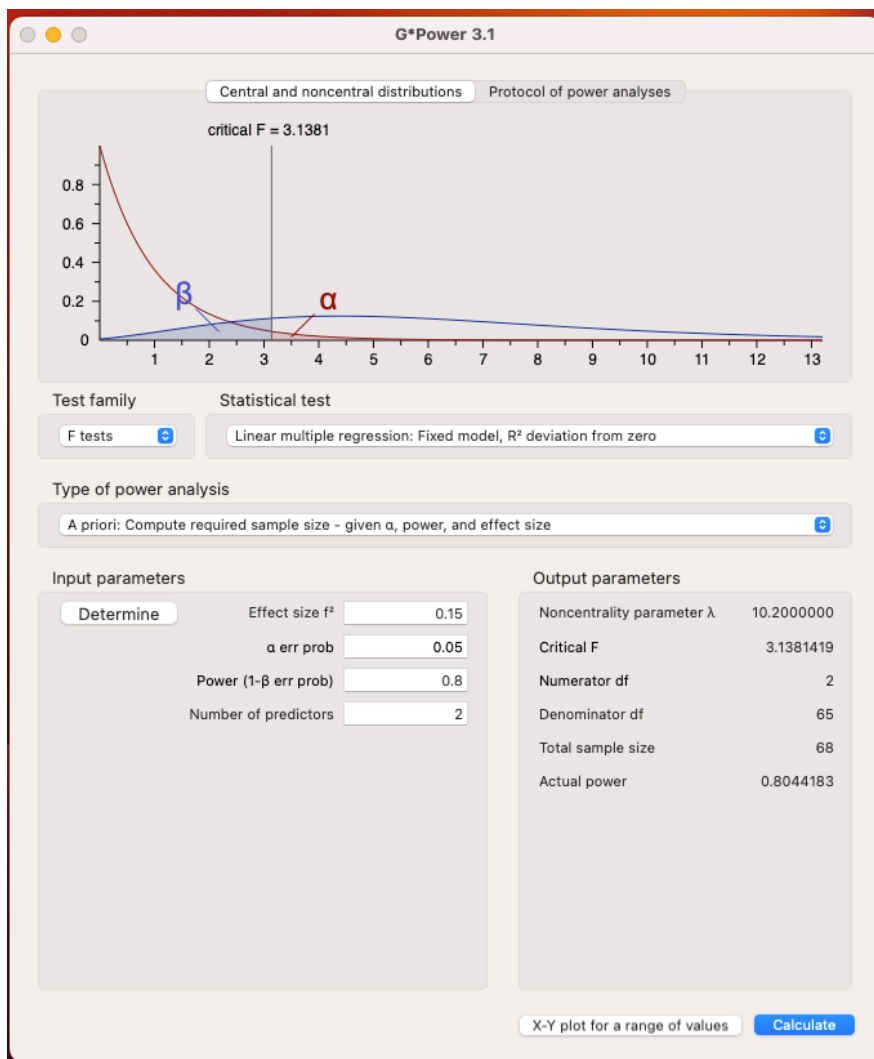 G*Power 3.1
Central and noncentral distributions Protocol of power analyses
critical F = 3.1381
0.8
0.6
0.4
0.2
0
β
α
1 2 3 4 5 6 7 8 9 10 11 12 13
Test family Statistical test
F tests Linear multiple regression: Fixed model, R² deviation from zero
Type of power analysis
A priori: Compute required sample size - given α, power, and effect size
Input parameters
Determine Effect size f² 0.15
α err prob 0.05
Power (1-β err prob) 0.8
Number of predictors 2
Output parameters
Noncentrality parameter λ 10.2000000
Critical F 3.1381419
Numerator df 2
Denominator df 65
Total sample size 68
Actual power 0.8044183
X-Y plot for a range of values Calculate